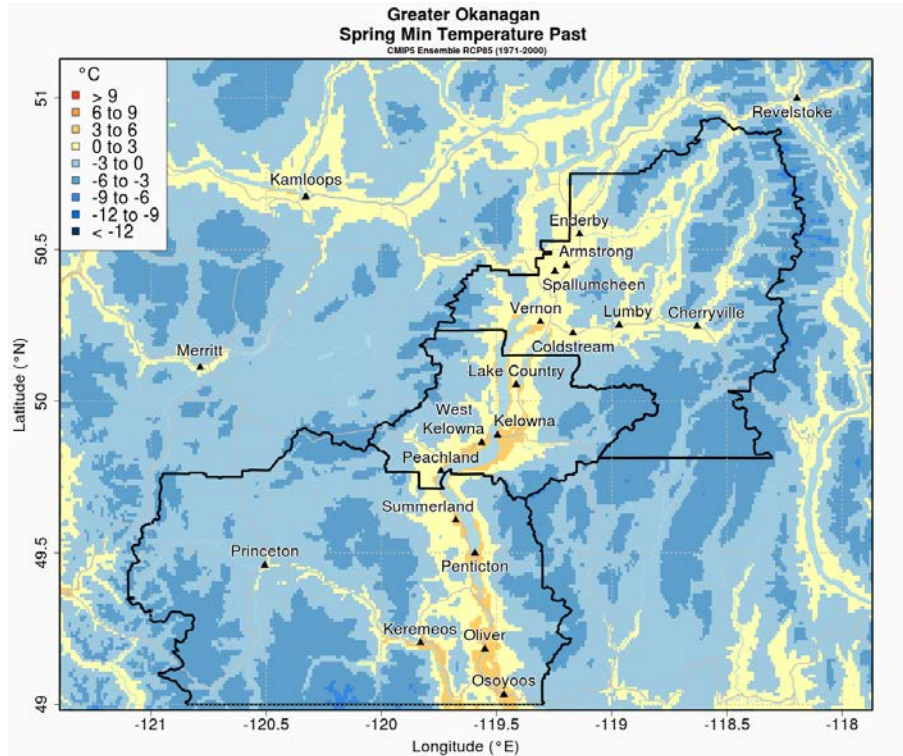 Greater Okanagan
Spring Min Temperature Past
CMIP5 Ensemble RCP85 (1971-2000)
°C
> 9
6 to 9
3 to 6
0 to 3
-3 to 0
-6 to -3
-9 to -6
-12 to -9
< -12
Revelstoke
Kamloops
Enderby
Armstrong
Spallumcheen
Vernon
Lumby
Cherryville
Coldstream
Merritt
Lake Country
West
Kelowna
Kelowna
Peachland
Summerland
Princeton
Penticton
Keremeos
Oliver
Osoyoos
51
50.5
50
49.5
49
Latitude (°N)
-121
-120.5
-120
-119.5
-119
-118.5
-118
Longitude (°E)